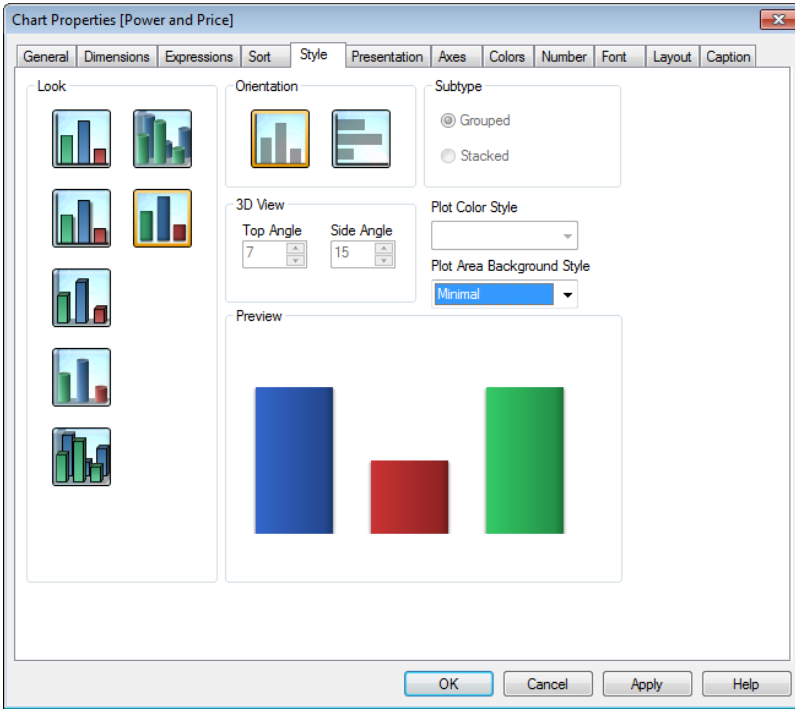 Chart Properties [Power and Price]
General Dimensions Expressions Sort Style Presentation Axes Colors Number Font Layout Caption
Look
Orientation
Subtype
Grouped
Stacked
3D View
Top Angle Side Angle
7 15
Plot Color Style
Plot Area Background Style
Minimal
Preview
OK Cancel Apply Help